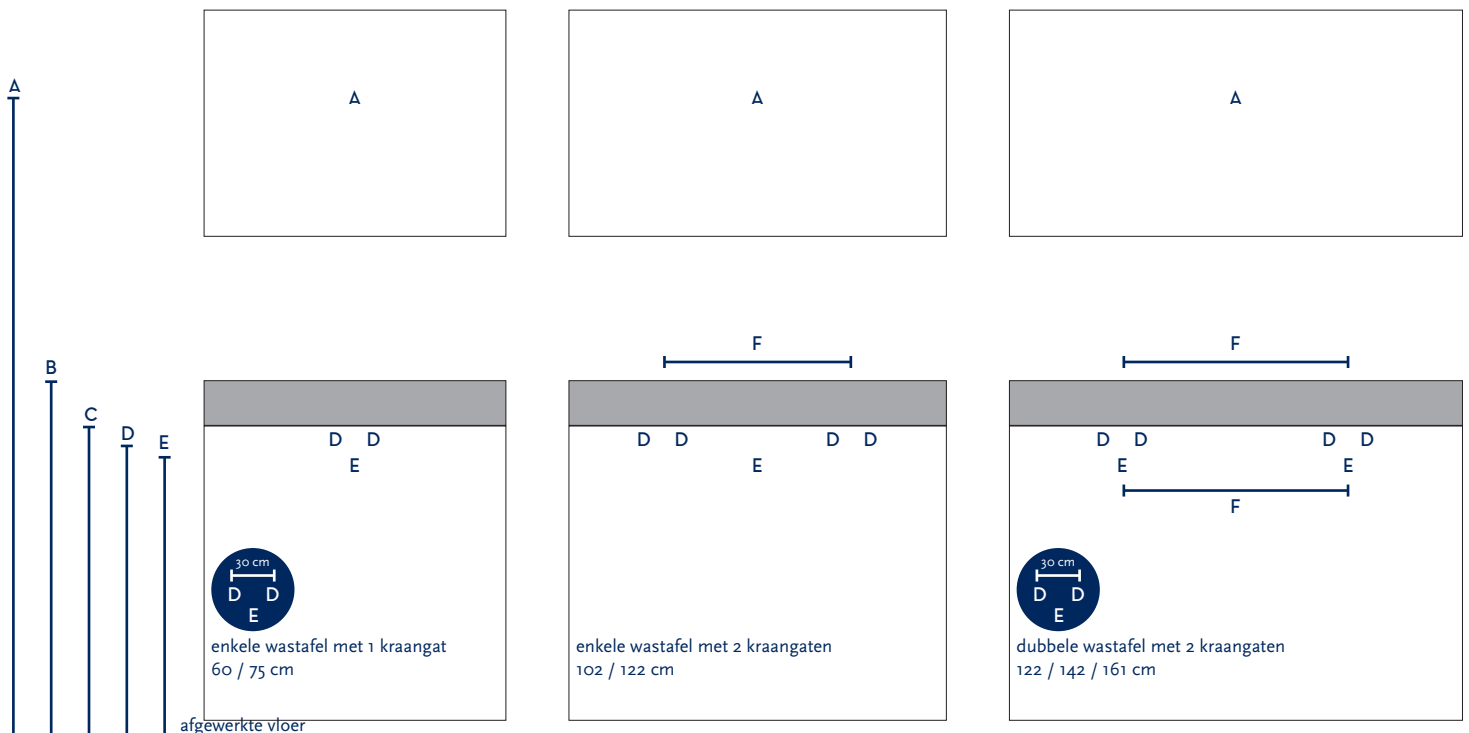 A
A
A
A
B
F
F
C
D
E
D D
D D
D D
D D
D D
E
E
E
E
F
30 cm
D D
E
30 cm
D D
E
enkele wastafel met 1 kraangat
60 / 75 cm
enkele wastafel met 2 kraangaten
102 / 122 cm
dubbele wastafel met 2 kraangaten
122 / 142 / 161 cm
afgewerkte vloer